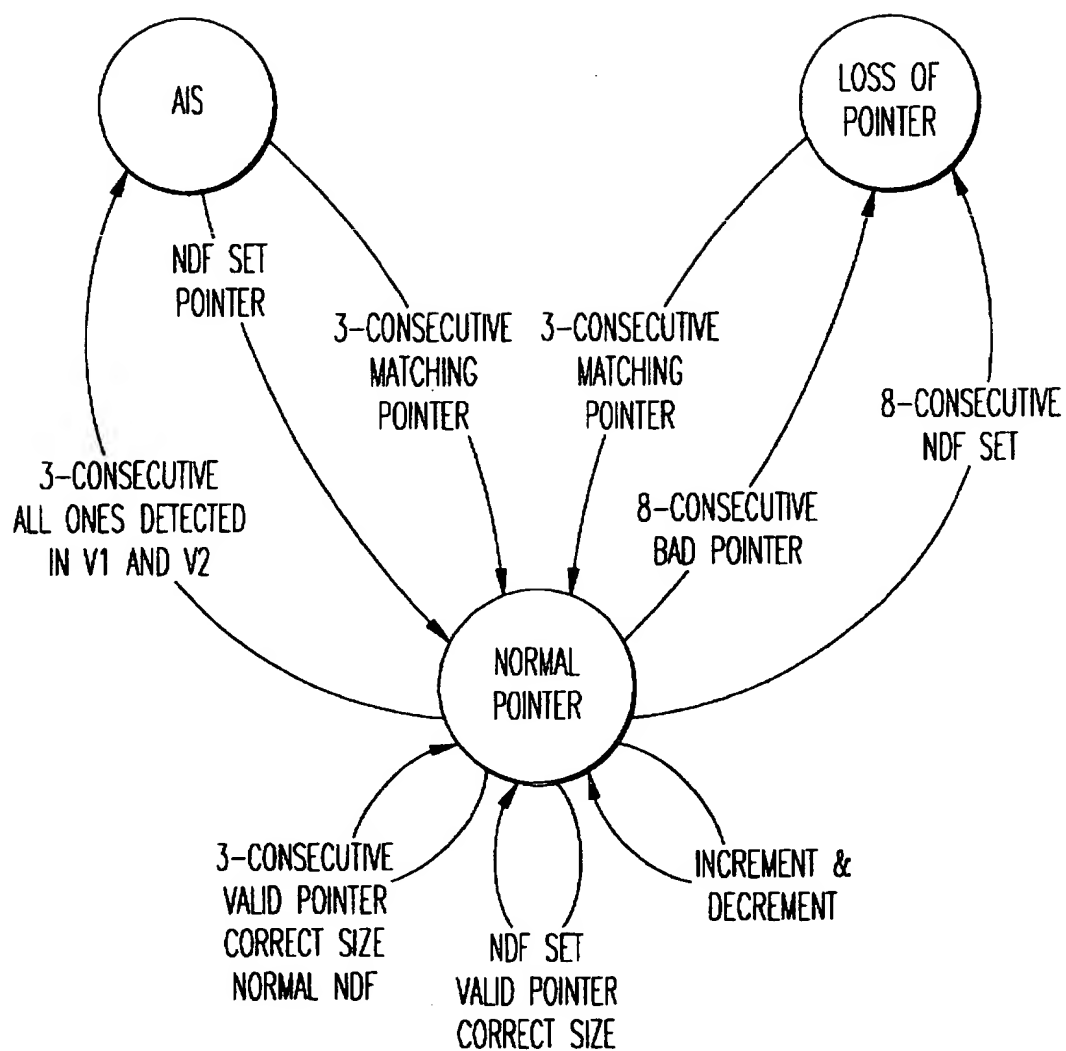 AIS
LOSS OF
POINTER
NDF SET
POINTER
3-CONSECUTIVE
MATCHING
POINTER
3-CONSECUTIVE
MATCHING
POINTER
8-CONSECUTIVE
NDF SET
3-CONSECUTIVE
ALL ONES DETECTED
IN V1 AND V2
8-CONSECUTIVE
BAD POINTER
NORMAL
POINTER
3-CONSECUTIVE
VALID POINTER
CORRECT SIZE
NORMAL NDF
NDF SET
VALID POINTER
CORRECT SIZE
INCREMENT &
DECREMENT